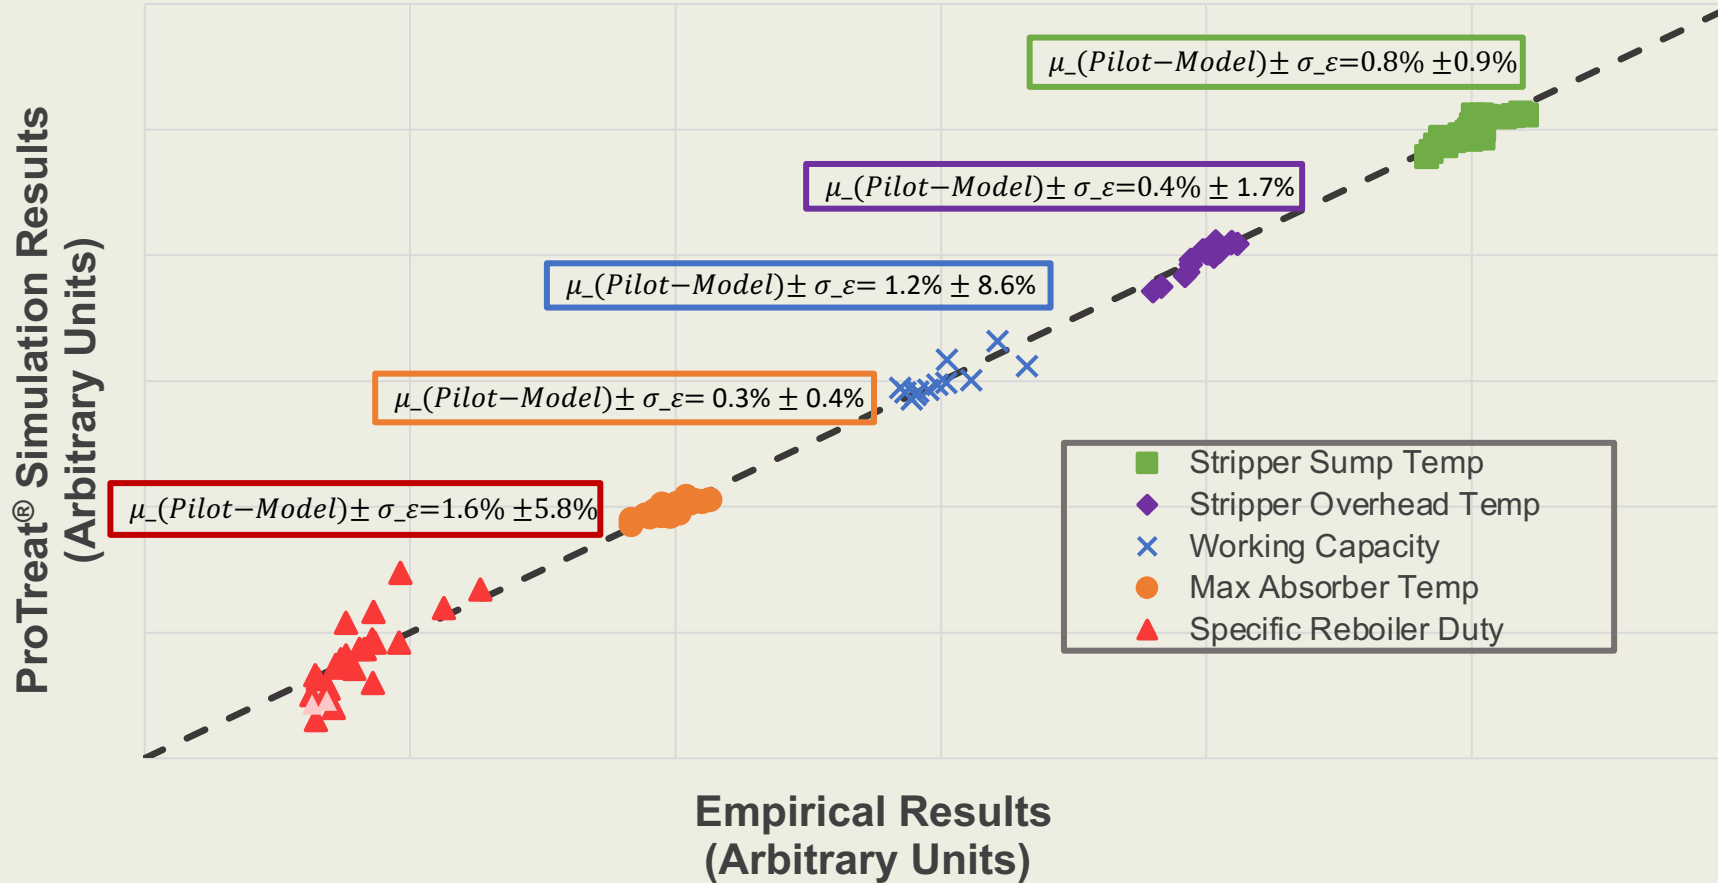 μ_(Pilot−Model)± σ_ε=0.8% ±0.9%
μ_(Pilot−Model)± σ_ε=0.4% ± 1.7%
μ_(Pilot−Model)± σ_ε= 1.2% ± 8.6%
μ_(Pilot−Model)± σ_ε= 0.3% ± 0.4%
μ_(Pilot−Model)± σ_ε=1.6% ±5.8%
ProTreat® Simulation Results
(Arbitrary Units)
Stripper Sump Temp
Stripper Overhead Temp
Working Capacity
Max Absorber Temp
Specific Reboiler Duty
Empirical Results
(Arbitrary Units)